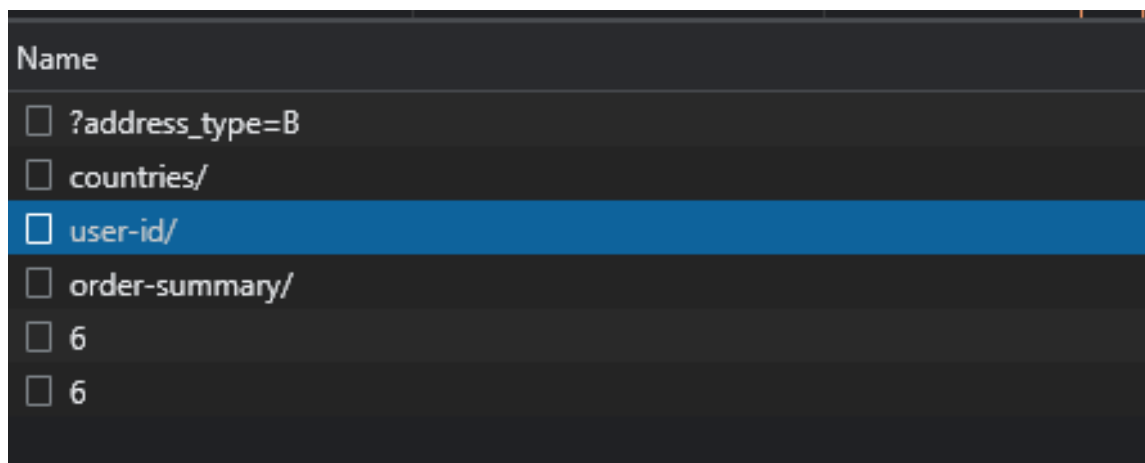 Name
?address_type=B
countries/
user-id/
order-summary/
6
6